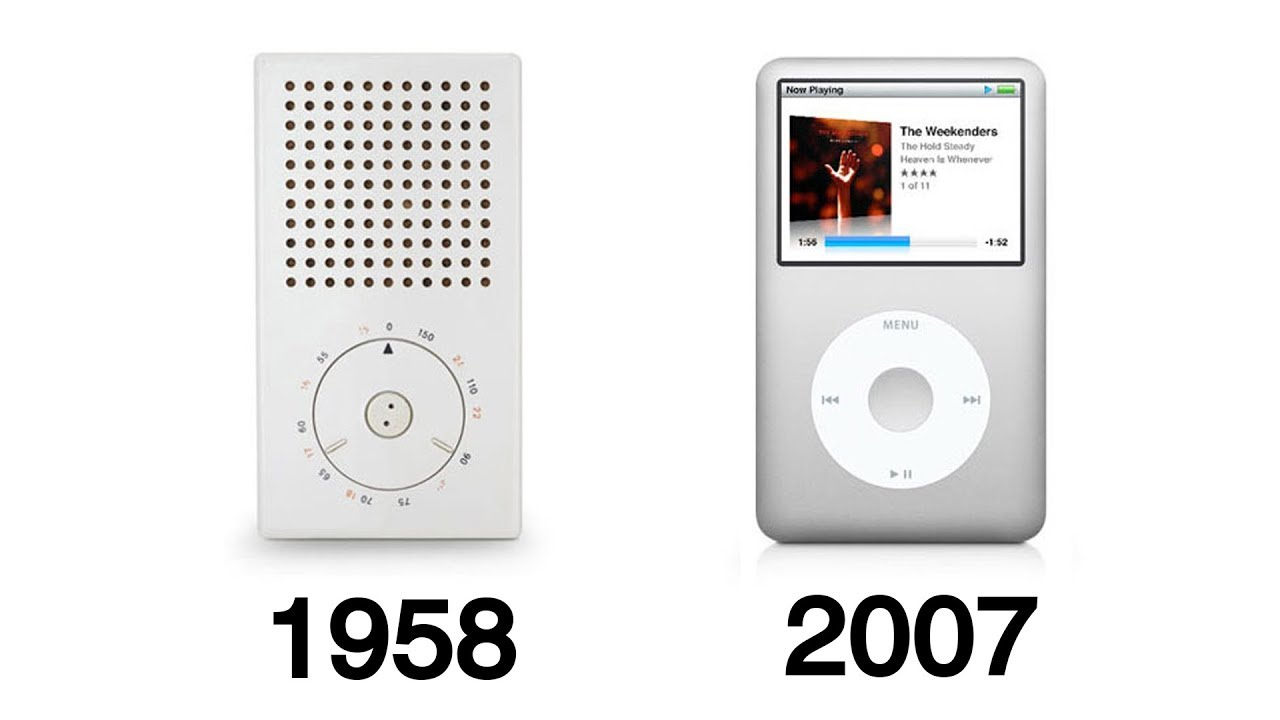 0
150
110
90
75
70
65
60
55
Now Playing
The Weekenders
The Hold Steady
Heaven Is Whenever
★★★★
1 of 11
1:56
-1:52
MENU
1958
2007